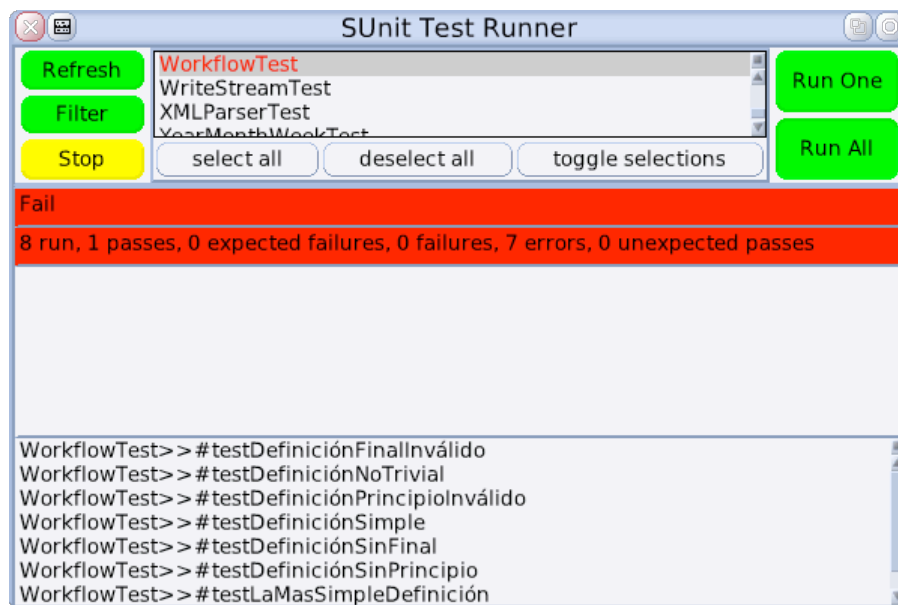 SUnit Test Runner
Refresh
Filter
Stop
WorkflowTest
WriteStreamTest
XMLParserTest
YearMonthWeekTest
select all
deselect all
toggle selections
Run One
Run All
Fail
8 run, 1 passes, 0 expected failures, 0 failures, 7 errors, 0 unexpected passes
WorkflowTest>>#testDefiniciónFinalInválido
WorkflowTest>>#testDefiniciónNoTrivial
WorkflowTest>>#testDefiniciónPrincipioInválido
WorkflowTest>>#testDefiniciónSimple
WorkflowTest>>#testDefiniciónSinFinal
WorkflowTest>>#testDefiniciónSinPrincipio
WorkflowTest>>#testLaMasSimpleDefinición